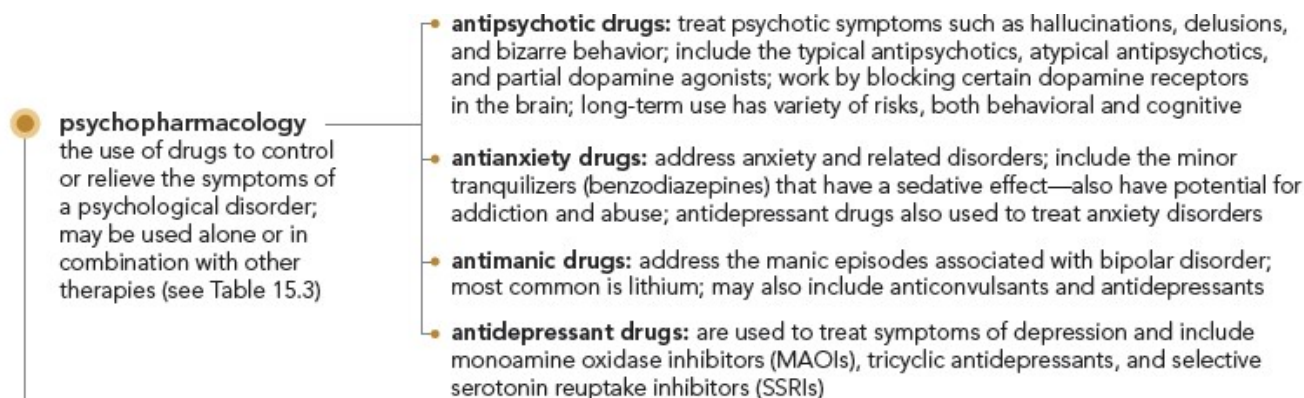 psychopharmacology
the use of drugs to control
or relieve the symptoms of
a psychological disorder;
may be used alone or in
combination with other
therapies (see Table 15.3)
antipsychotic drugs: treat psychotic symptoms such as hallucinations, delusions,
and bizarre behavior; include the typical antipsychotics, atypical antipsychotics,
and partial dopamine agonists; work by blocking certain dopamine receptors
in the brain; long-term use has variety of risks, both behavioral and cognitive
antianxiety drugs: address anxiety and related disorders; include the minor
tranquilizers (benzodiazepines) that have a sedative effect—also have potential for
addiction and abuse; antidepressant drugs also used to treat anxiety disorders
antimanic drugs: address the manic episodes associated with bipolar disorder;
most common is lithium; may also include anticonvulsants and antidepressants
antidepressant drugs: are used to treat symptoms of depression and include
monoamine oxidase inhibitors (MAOIs), tricyclic antidepressants, and selective
serotonin reuptake inhibitors (SSRIs)